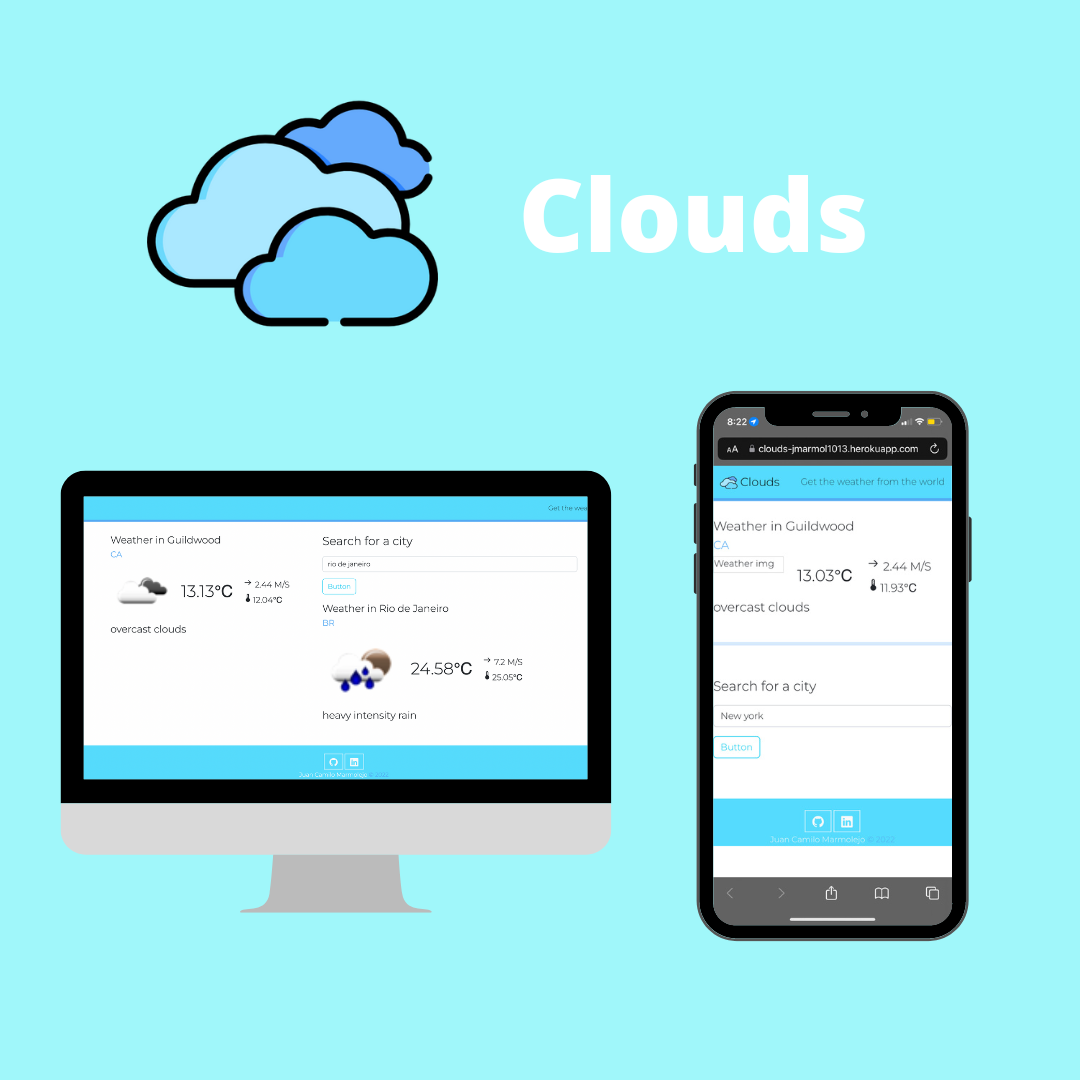 Clouds
Get the wea
Weather in Guildwood
CA
13.13°C
2.44 M/S
12.04°C
overcast clouds
Search for a city
rio de janeiro
Button
Weather in Rio de Janeiro
BR
24.58°C
7.2 M/S
25.05°C
heavy intensity rain
Juan Camilo Marmolejo © 2022
8:22
AA clouds-jmarmol1013.herokuapp.com
Clouds Get the weather from the world
Weather in Guildwood
CA
Weather img
13.03°C
2.44 M/S
11.93°C
overcast clouds
Search for a city
New york
Button
in
Juan Camilo Marmolejo © 2022